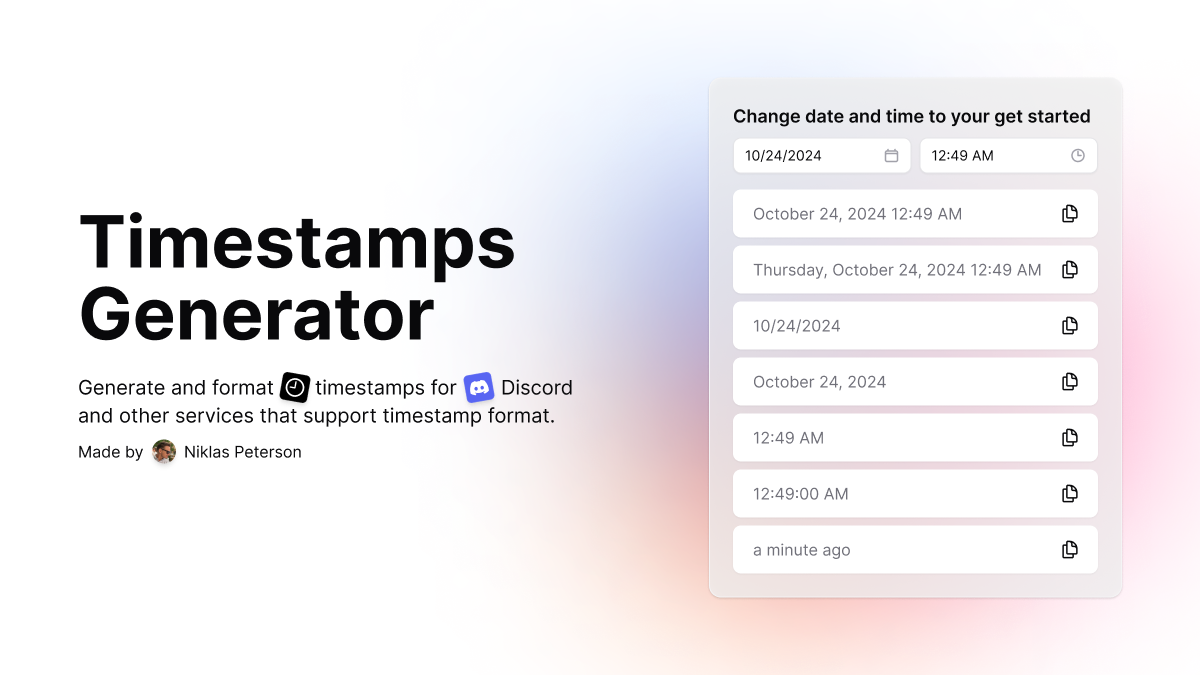 Timestamps
Generator
Generate and format timestamps for Discord
and other services that support timestamp format.
Made by Niklas Peterson
Change date and time to your get started
10/24/2024
12:49 AM
October 24, 2024 12:49 AM
Thursday, October 24, 2024 12:49 AM
10/24/2024
October 24, 2024
12:49 AM
12:49:00 AM
a minute ago